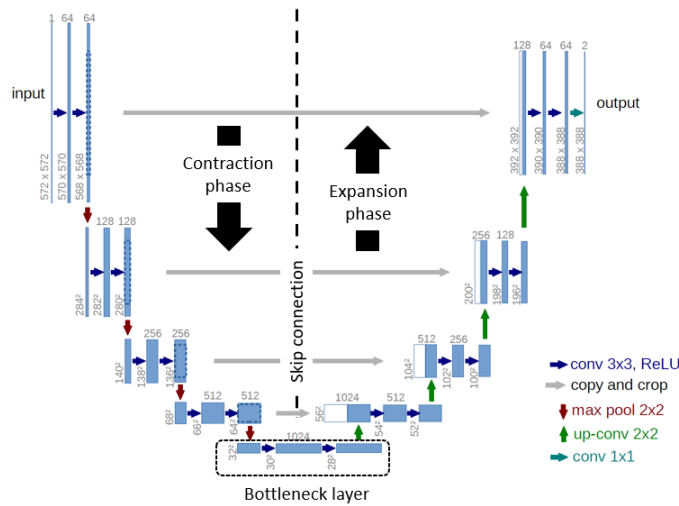 1 64 64
128 64 64 2
input
output
572 x 572
570 x 570
568 x 568
392 x 392
390 x 390
388 x 388
388 x 388
Contraction
phase
Expansion
phase
Skip connection
128 128
284²
282²
280²
256 128
200²
198²
196²
256 256
140²
138²
136²
512 256
104²
102²
100²
512 512
68²
66²
64²
1024 512
56²
54²
52²
1024
32²
30²
28²
Bottleneck layer
conv 3x3, ReLU
copy and crop
max pool 2x2
up-conv 2x2
conv 1x1